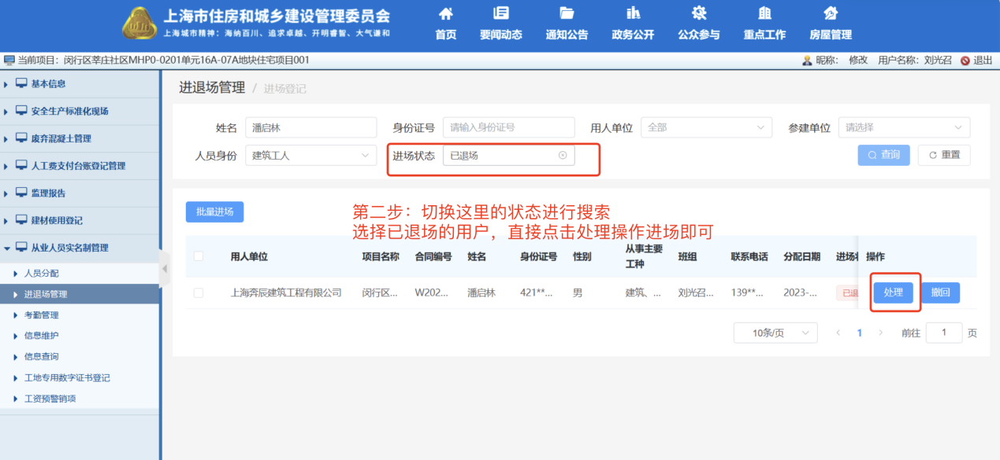 上海市住房和城乡建设管理委员会
上海城市精神：海纳百川、追求卓越、开明睿智、大气谦和
首页 要闻动态 通知公告 政务公开 公众参与 重点工作 房屋管理
当前项目：闵行区莘庄社区MHP0-0201单元16A-07A地块住宅项目001
昵称： 修改 用户名称：刘光召 退出
基本信息
安全生产标准化现场
废弃混凝土管理
人工费支付台账登记管理
监理报告
建材使用登记
从业人员实名制管理
人员分配
进退场管理
考勤管理
信息维护
信息查询
工地专用数字证书登记
工资预警销项
进退场管理 / 进场登记
姓名 潘启林 身份证号 请输入身份证号 用人单位 全部 参建单位 请选择
人员身份 建筑工人 进场状态 已退场 查询 重置
第二步：切换这里的状态进行搜索
选择已退场的用户，直接点击处理操作进场即可
批量进场
用人单位 项目名称 合同编号 姓名 身份证号 性别 从事主要工种 班组 联系电话 分配日期 进场 操作
上海奔辰建筑工程有限公司 闵行区... W202... 潘启林 421**... 男 建筑、... 刘光召... 139**... 2023-... 已退 处理 撤回
10条/页 < 1 > 前往 1 页